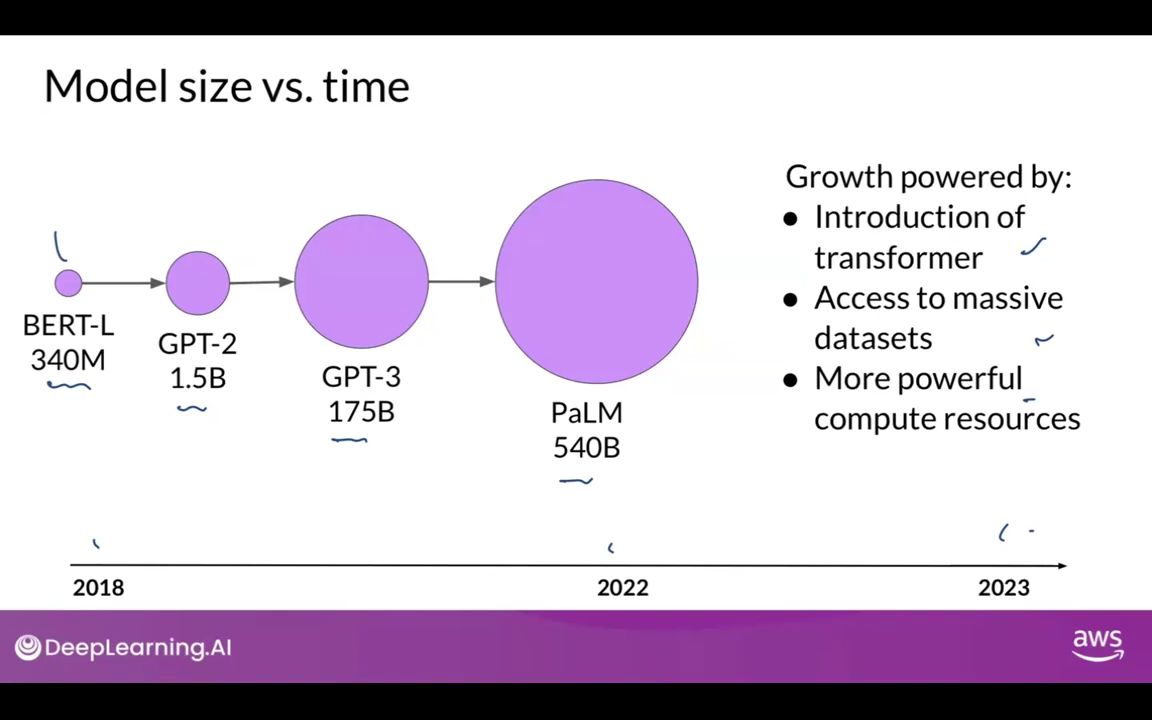 Model size vs. time
BERT-L
340M
GPT-2
1.5B
GPT-3
175B
PaLM
540B
Growth powered by:
● Introduction of
transformer
● Access to massive
datasets
● More powerful
compute resources
2018
2022
2023
DeepLearning.AI
aws